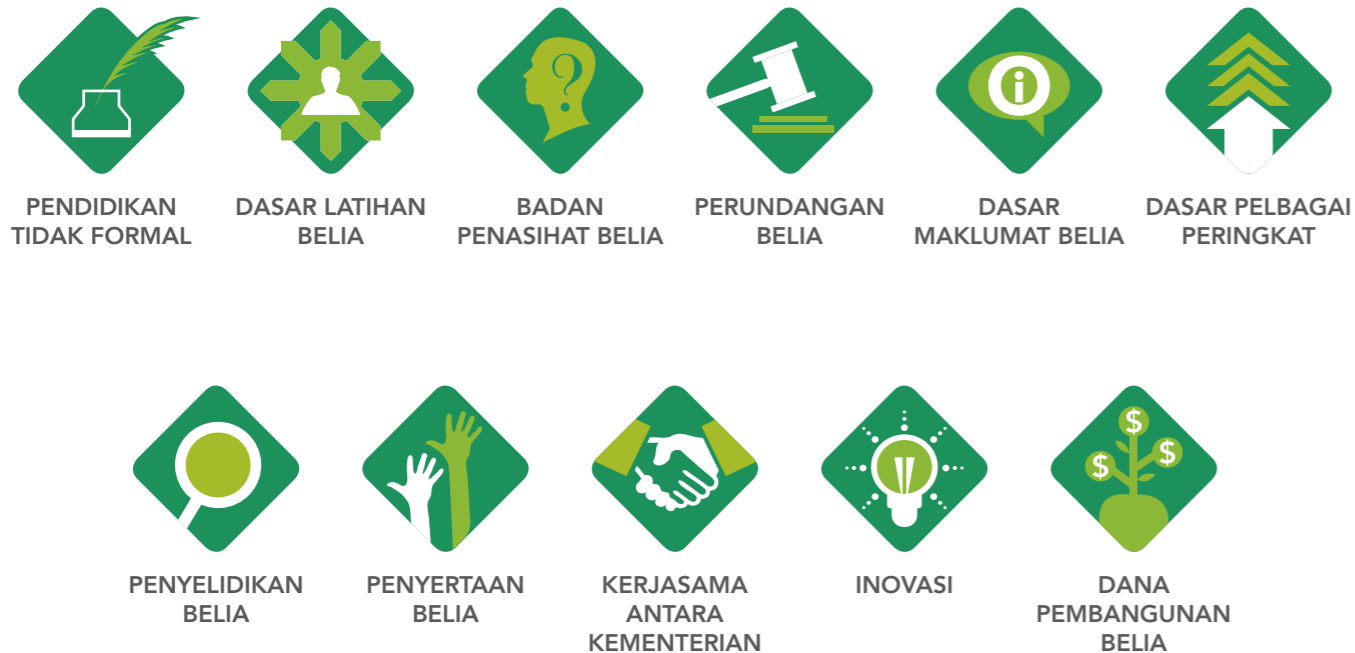 PENDIDIKAN
TIDAK FORMAL
DASAR LATIHAN
BELIA
BADAN
PENASIHAT BELIA
PERUNDANGAN
BELIA
DASAR
MAKLUMAT BELIA
DASAR PELBAGAI
PERINGKAT
PENYELIDIKAN
BELIA
PENYERTAAN
BELIA
KERJASAMA
ANTARA
KEMENTERIAN
INOVASI
DANA
PEMBANGUNAN
BELIA